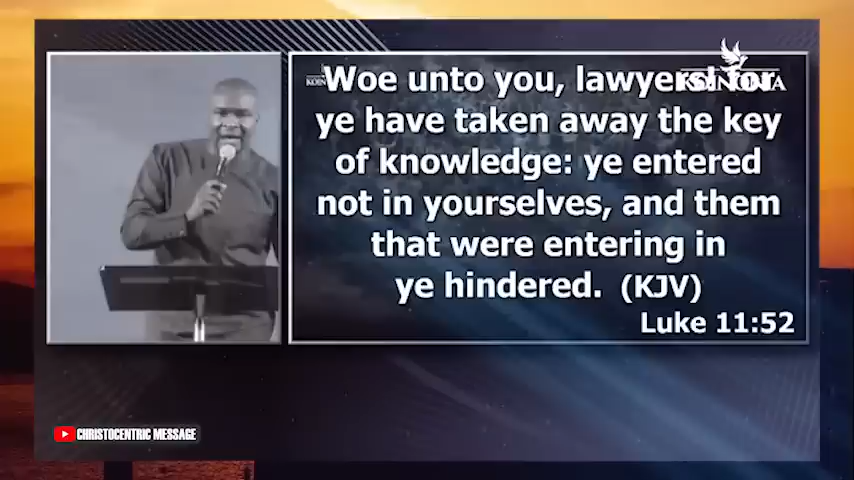 Woe unto you, lawyers! for
ye have taken away the key
of knowledge: ye entered
not in yourselves, and them
that were entering in
ye hindered. (KJV)
Luke 11:52
KOINONIA
CHRISTOCENTRIC MESSAGE